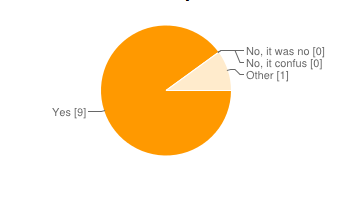 No, it was no [0]
No, it confus [0]
Other [1]
Yes [9]